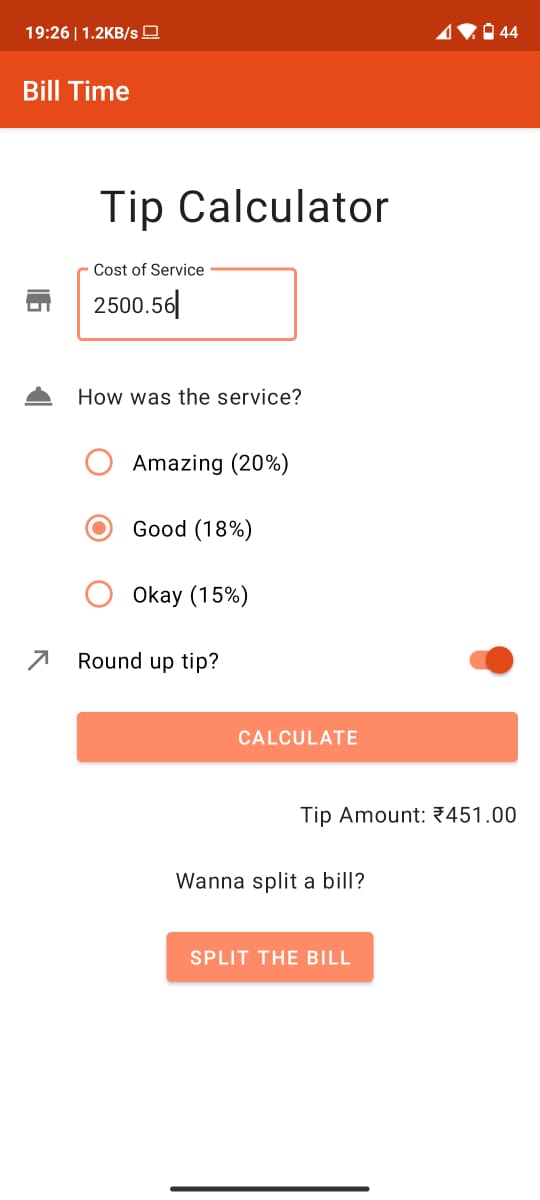 19:26 | 1.2KB/s 44
Bill Time
Tip Calculator
Cost of Service
2500.56
How was the service?
Amazing (20%)
Good (18%)
Okay (15%)
Round up tip?
CALCULATE
Tip Amount: ₹451.00
Wanna split a bill?
SPLIT THE BILL